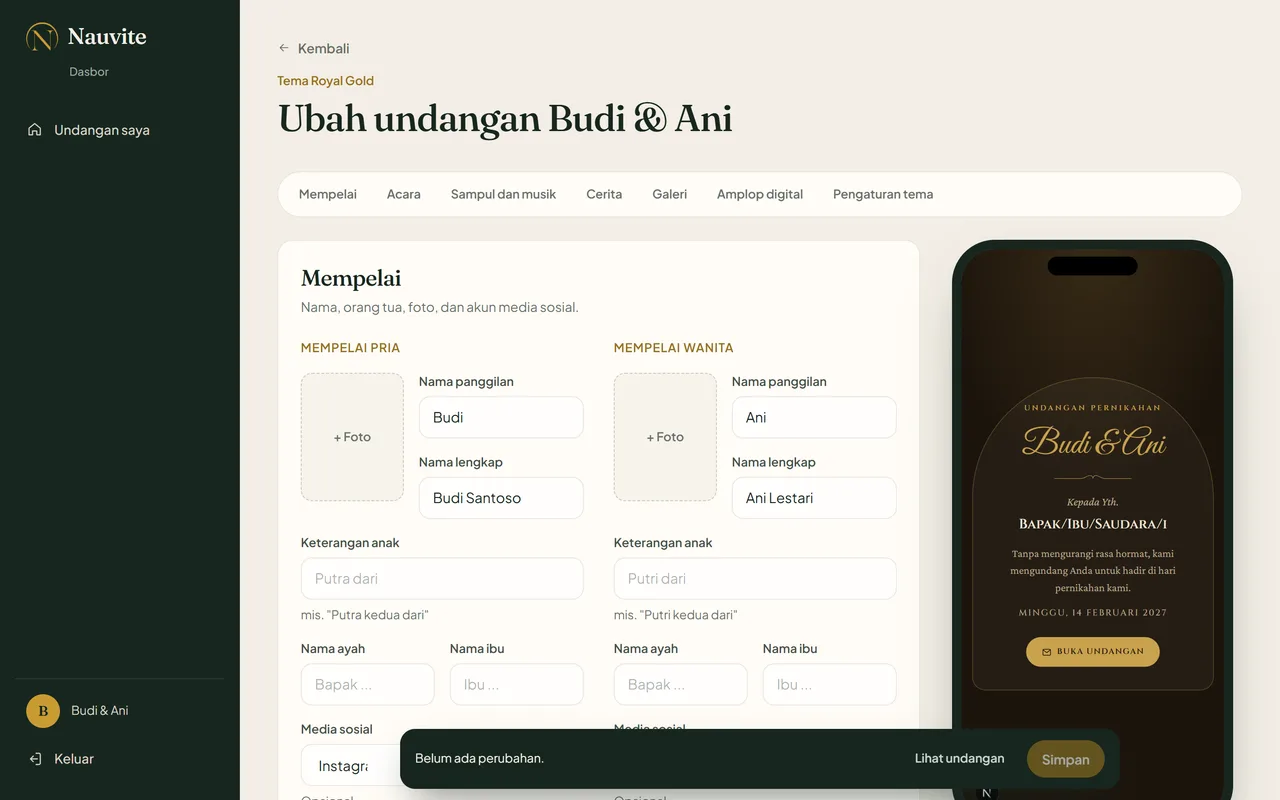 Nauvite
Dasbor
Undangan saya
Budi & Ani
Keluar
← Kembali
Tema Royal Gold
Ubah undangan Budi & Ani
Mempelai Acara Sampul dan musik Cerita Galeri Amplop digital Pengaturan tema
Mempelai
Nama, orang tua, foto, dan akun media sosial.
MEMPELAI PRIA
+ Foto
Nama panggilan
Budi
Nama lengkap
Budi Santoso
Keterangan anak
Putra dari
mis. "Putra kedua dari"
Nama ayah Nama ibu
Bapak ... Ibu ...
Media sosial
MEMPELAI WANITA
+ Foto
Nama panggilan
Ani
Nama lengkap
Ani Lestari
Keterangan anak
Putri dari
mis. "Putri kedua dari"
Nama ayah Nama ibu
Bapak ... Ibu ...
UNDANGAN PERNIKAHAN
Budi & Ani
Kepada Yth.
BAPAK/IBU/SAUDARA/I
Tanpa mengurangi rasa hormat, kami
mengundang Anda untuk hadir di hari
pernikahan kami.
MINGGU, 14 FEBRUARI 2027
BUKA UNDANGAN
N
Belum ada perubahan.
Lihat undangan
Simpan